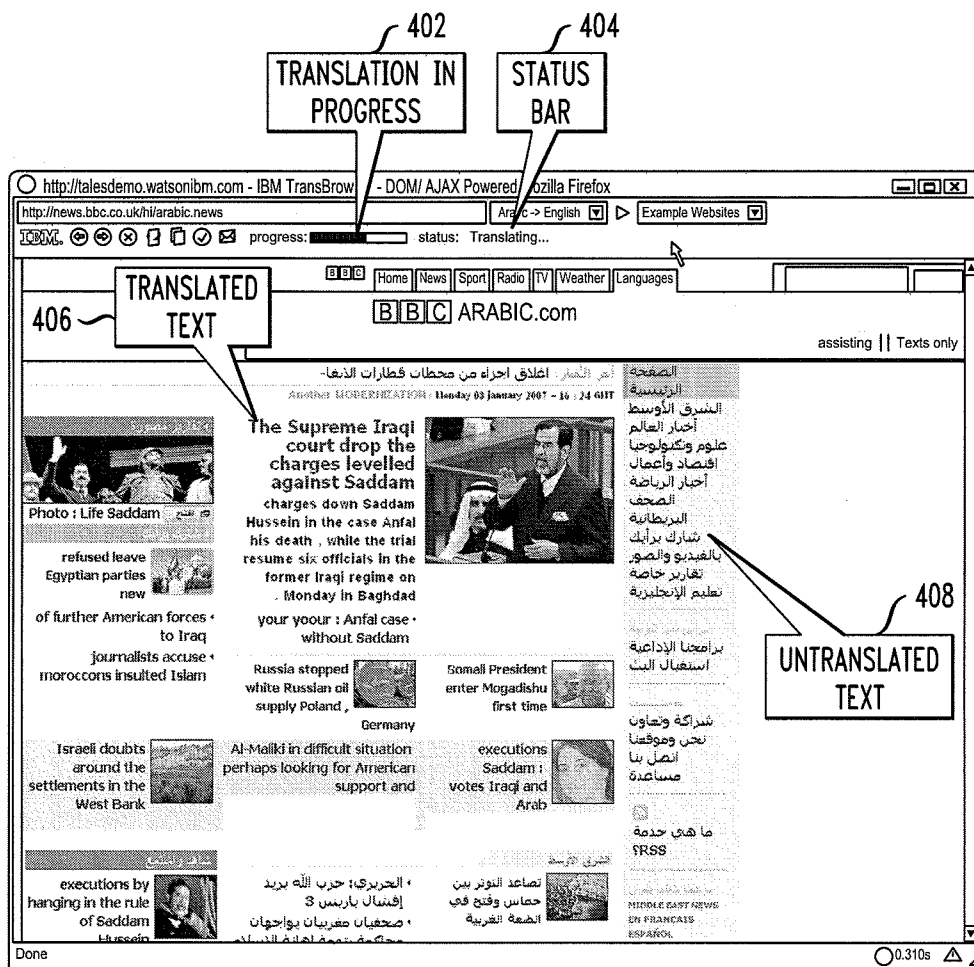 402
404
TRANSLATION IN
PROGRESS
STATUS
BAR
http://talesdemo.watsonibm.com - IBM TransBrow - DOM/ AJAX Powered ozilla Firefox
http://news.bbc.co.uk/hi/arabic.news
Arabic -> English
Example Websites
IBM.
progress:
status: Translating...
BBC
Home News Sport Radio TV Weather Languages
TRANSLATED
TEXT
406
BBC ARABIC.com
assisting || Texts only
اغلاق اجزاء من محطات قطارات
Another MODERNIZATION : Monday 03 january 2007 - 16 : 24 GMT
The Supreme Iraqi
court drop the
charges levelled
against Saddam
charges down Saddam
Hussein in the case Anfal
his death , while the trial
resume six officials in the
former Iraqi regime on
. Monday in Baghdad
your yoour : Anfal case •
without Saddam
Photo : Life Saddam
refused leave
Egyptian parties
new
of further American forces •
to Iraq
journalists accuse •
moroccons insulted Islam
Russia stopped
white Russian oil
supply Poland ,
Germany
Somali President
enter Mogadishu
first time
Israeli doubts
around the
settlements in the
West Bank
Al-Maliki in difficult situation
perhaps looking for American
support and
executions
Saddam :
votes Iraqi and
Arab
executions by
hanging in the rule
of Saddam
Hussein
• الحريري: حزب الله يريد
إفشال باريس 3
• صحفيان مغربيان يواجهان
الشرق الأوسط
تصاعد التوتر بين
حماس وفتح في
الضفة الغربية
الصفحة
الرئيسية
الشرق الأوسط
أخبار العالم
علوم وتكنولوجيا
اقتصاد وأعمال
أخبار الرياضة
الصحف
البريطانية
شارك برأيك
بالفيديو والصور
تقارير خاصة
تعليم الإنجليزية
408
UNTRANSLATED
TEXT
برامجنا الإذاعية
استقبال البث
شراكة وتعاون
نحن وموقعنا
اتصل بنا
مساعدة
ما هي خدمة
RSS؟
MIDDLE EAST NEWS
EN FRANCAIS
ESPAÑOL
Done
0.310s